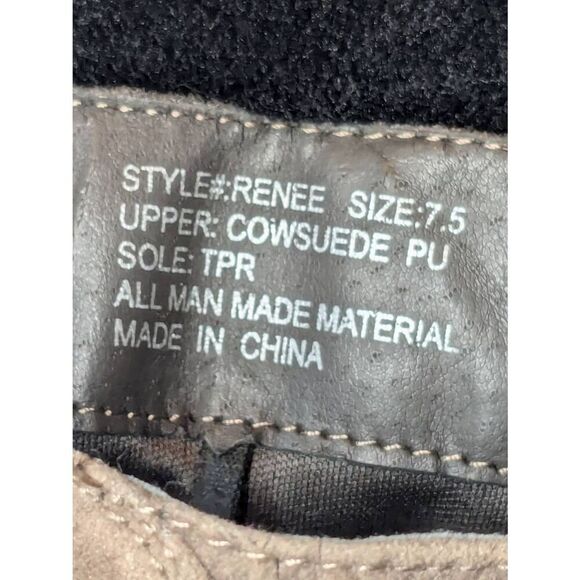 STYLE#:RENEE SIZE:7.5
UPPER: COWSUEDE PU
SOLE: TPR
ALL MAN MADE MATERIAL
MADE IN CHINA